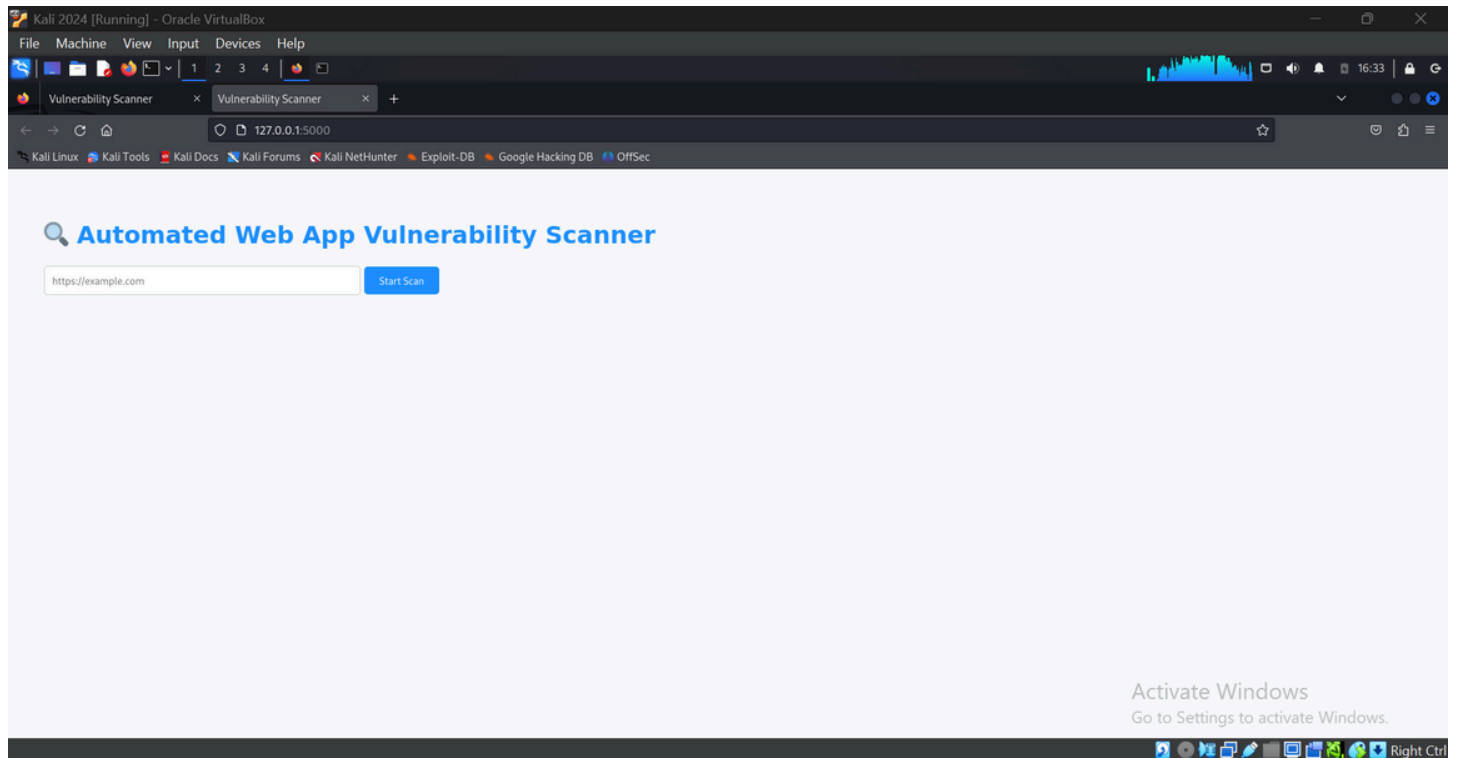 Kali 2024 [Running] - Oracle VirtualBox
File Machine View Input Devices Help
1 2 3 4 16:33
Vulnerability Scanner Vulnerability Scanner
127.0.0.1:5000
Kali Linux Kali Tools Kali Docs Kali Forums Kali NetHunter Exploit-DB Google Hacking DB OffSec
Automated Web App Vulnerability Scanner
https://example.com Start Scan
Activate Windows
Go to Settings to activate Windows.
Right Ctrl